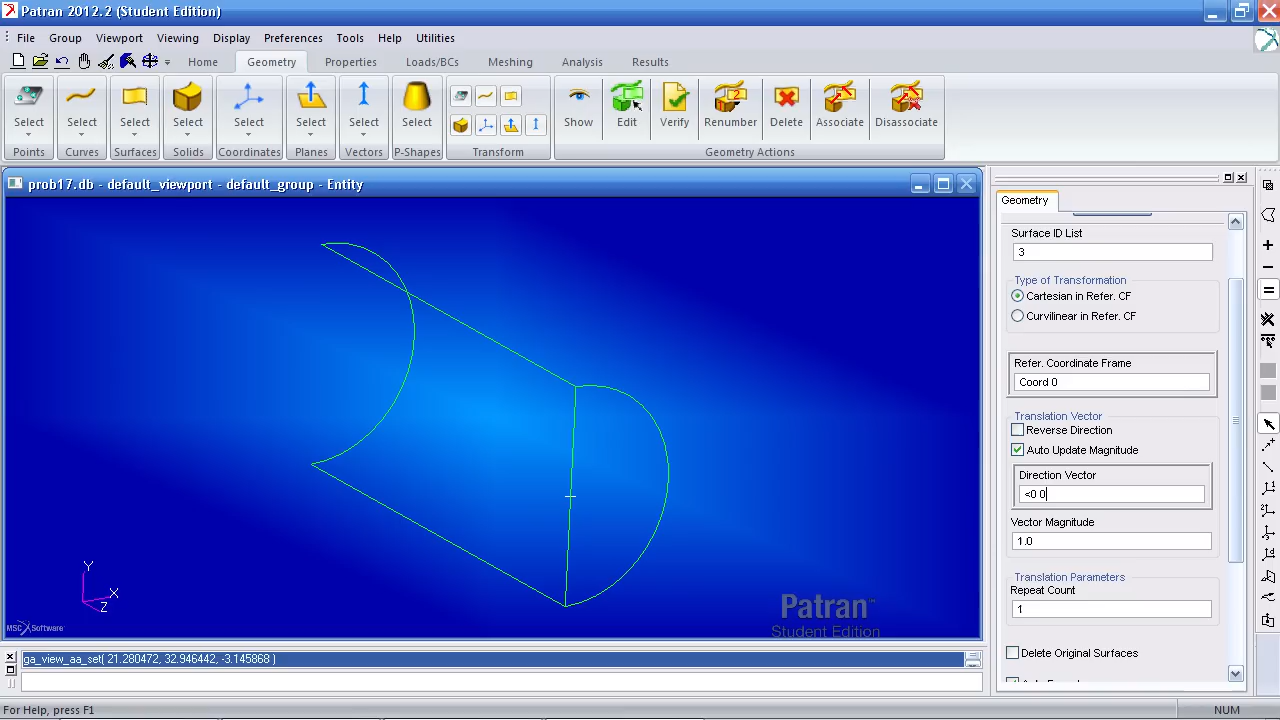 Patran 2012.2 (Student Edition)
File Group Viewport Viewing Display Preferences Tools Help Utilities
Home Geometry Properties Loads/BCs Meshing Analysis Results
Select Select Select Select Select Select Select Select Show Edit Verify Renumber Delete Associate Disassociate
Points Curves Surfaces Solids Coordinates Planes Vectors P-Shapes Transform Geometry Actions
prob17.db - default_viewport - default_group - Entity
Geometry
Surface ID List
3
Type of Transformation
Cartesian in Refer. CF
Curvilinear in Refer. CF
Refer. Coordinate Frame
Coord 0
Translation Vector
Reverse Direction
Auto Update Magnitude
Direction Vector
<0 0
Vector Magnitude
1.0
Translation Parameters
Repeat Count
1
Delete Original Surfaces
Y
X
Z
MSC Software
Patran™
Student Edition
ga_view_aa_set( 21.280472, 32.946442, -3.145868 )
For Help, press F1
NUM